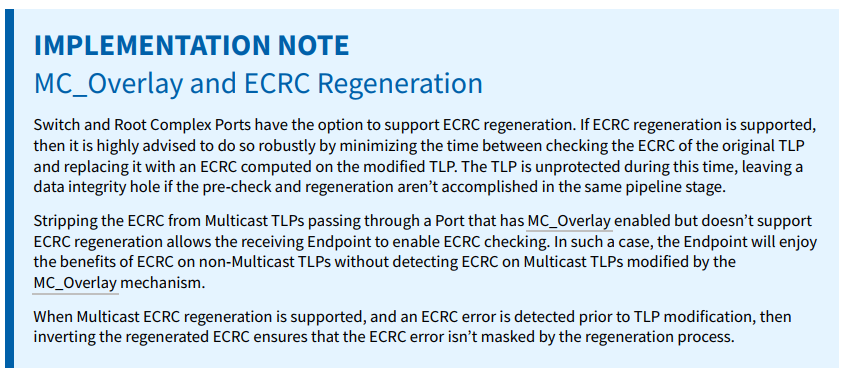 IMPLEMENTATION NOTE
MC_Overlay and ECRC Regeneration
Switch and Root Complex Ports have the option to support ECRC regeneration. If ECRC regeneration is supported,
then it is highly advised to do so robustly by minimizing the time between checking the ECRC of the original TLP
and replacing it with an ECRC computed on the modified TLP. The TLP is unprotected during this time, leaving a
data integrity hole if the pre-check and regeneration aren’t accomplished in the same pipeline stage.
Stripping the ECRC from Multicast TLPs passing through a Port that has MC_Overlay enabled but doesn’t support
ECRC regeneration allows the receiving Endpoint to enable ECRC checking. In such a case, the Endpoint will enjoy
the benefits of ECRC on non-Multicast TLPs without detecting ECRC on Multicast TLPs modified by the
MC_Overlay mechanism.
When Multicast ECRC regeneration is supported, and an ECRC error is detected prior to TLP modification, then
inverting the regenerated ECRC ensures that the ECRC error isn’t masked by the regeneration process.